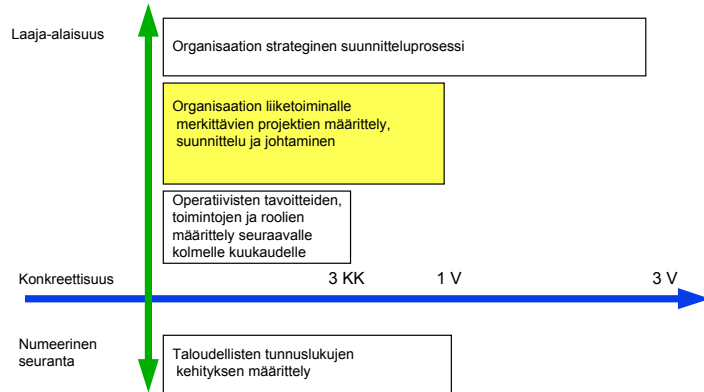 Laaja-alaisuus
Organisaation strateginen suunnitteluprosessi
Organisaation liiketoiminalle
merkittävien projektien määrittely,
suunnittelu ja johtaminen
Operatiivisten tavoitteiden,
toimintojen ja roolien
määrittely seuraavalle
kolmelle kuukaudelle
Konkreettisuus
3 KK
1 V
3 V
Numeerinen
seuranta
Taloudellisten tunnuslukujen
kehityksen määrittely